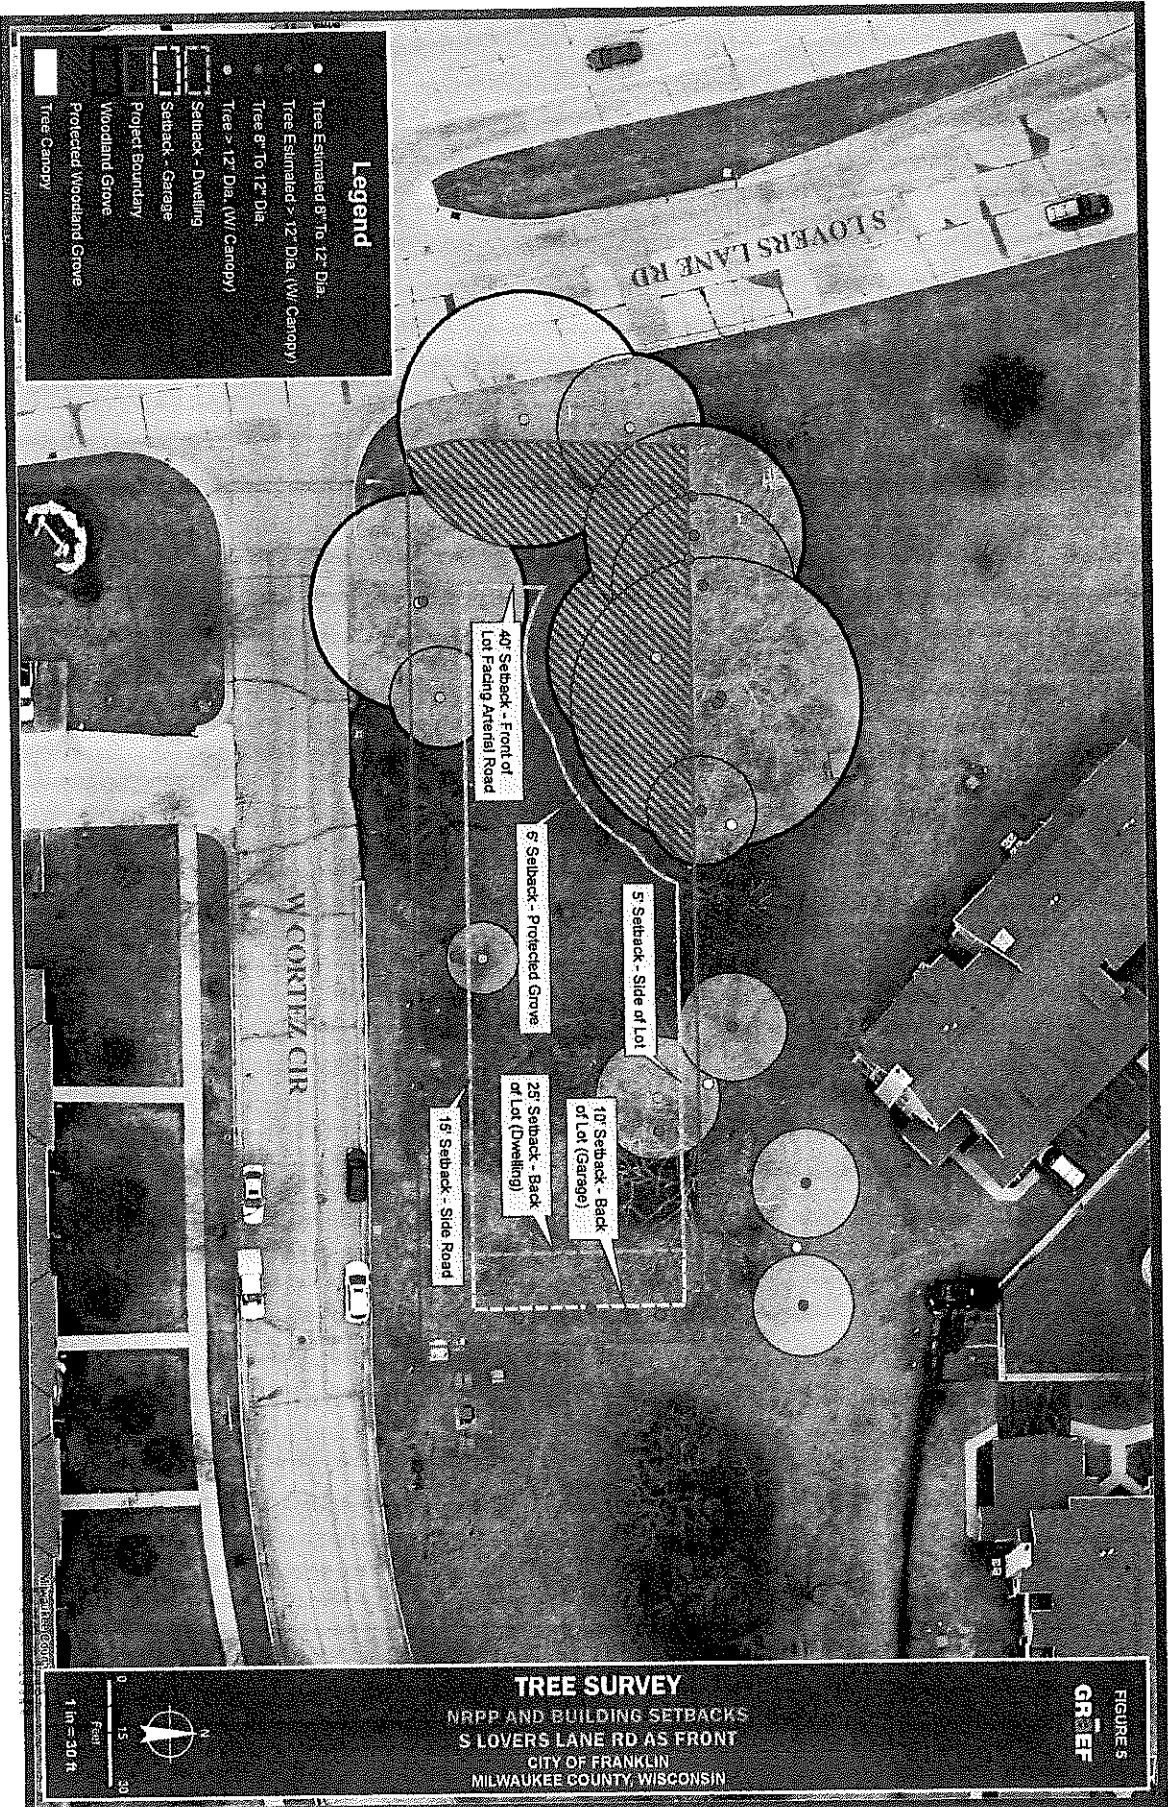 Legend
Tree Estimated 8" To 12" Dia.
Tree Estimated > 12" Dia. (W/ Canopy)
Tree 8" To 12" Dia.
Tree > 12" Dia. (W/ Canopy)
Setback - Dwelling
Setback - Garage
Project Boundary
Woodland Grove
Protected Woodland Grove
Tree Canopy
S LOVERS LANE RD
40' Setback - Front of
Lot Facing Arterial Road
6' Setback - Protected Grove
5' Setback - Side of Lot
10' Setback - Back
of Lot (Garage)
25' Setback - Back
of Lot (Dwelling)
15' Setback - Side Road
W CORTEZ CIR
FIGURE 5
GRAEF
TREE SURVEY
NRPP AND BUILDING SETBACKS
S LOVERS LANE RD AS FRONT
CITY OF FRANKLIN
MILWAUKEE COUNTY, WISCONSIN
N
0 15 30
Feet
1 in = 30 ft